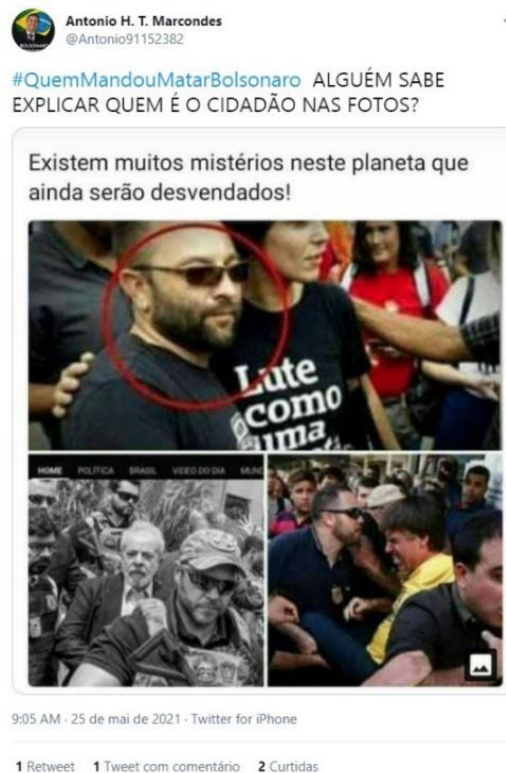 Antonio H. T. Marcondes
@Antonio91152382
#QuemMandouMatarBolsonaro ALGUÉM SABE
EXPLICAR QUEM É O CIDADÃO NAS FOTOS?
Existem muitos mistérios neste planeta que
ainda serão desvendados!
Lute
como
uma
HOME POLÍTICA BRASIL VIDEO DO DIA MUND
9:05 AM · 25 de mai de 2021 · Twitter for iPhone
1 Retweet 1 Tweet com comentário 2 Curtidas